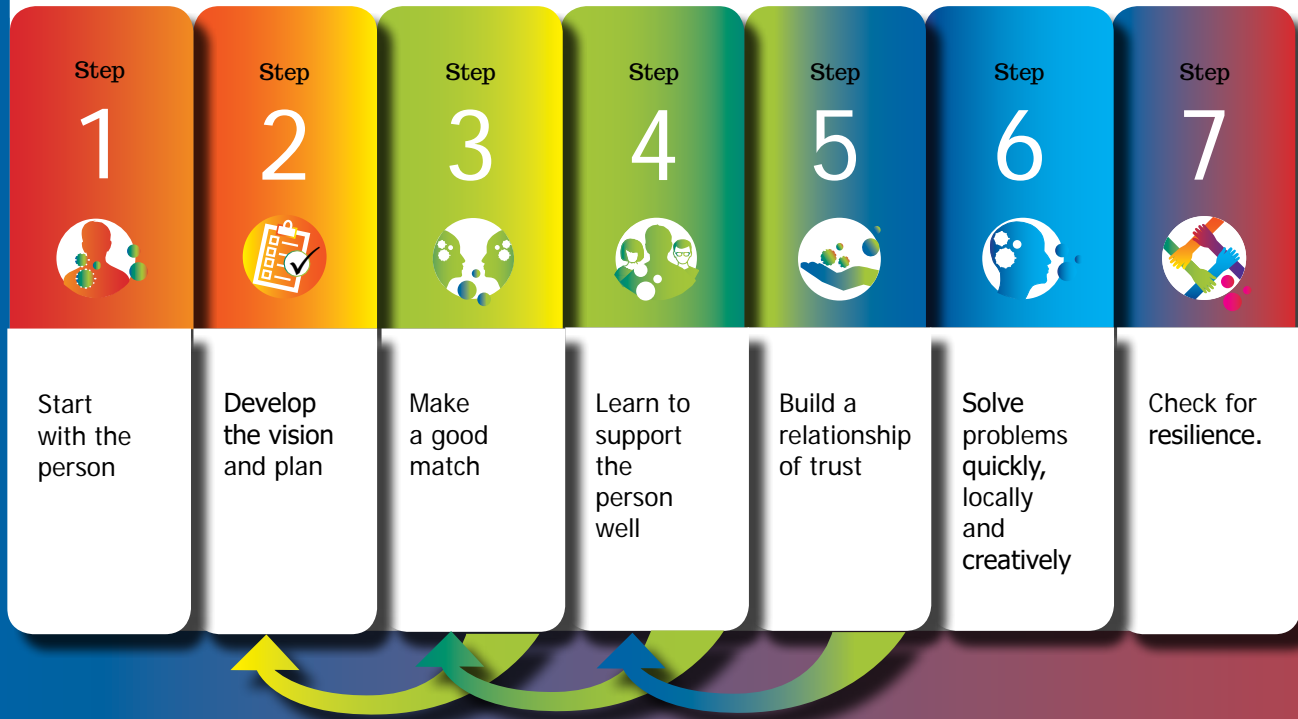 Step
1
Start
with the
person
Step
2
Develop
the vision
and plan
Step
3
Make
a good
match
Step
4
Learn to
support
the
person
well
Step
5
Build a
relationship
of trust
Step
6
Solve
problems
quickly,
locally
and
creatively
Step
7
Check for
resilience.